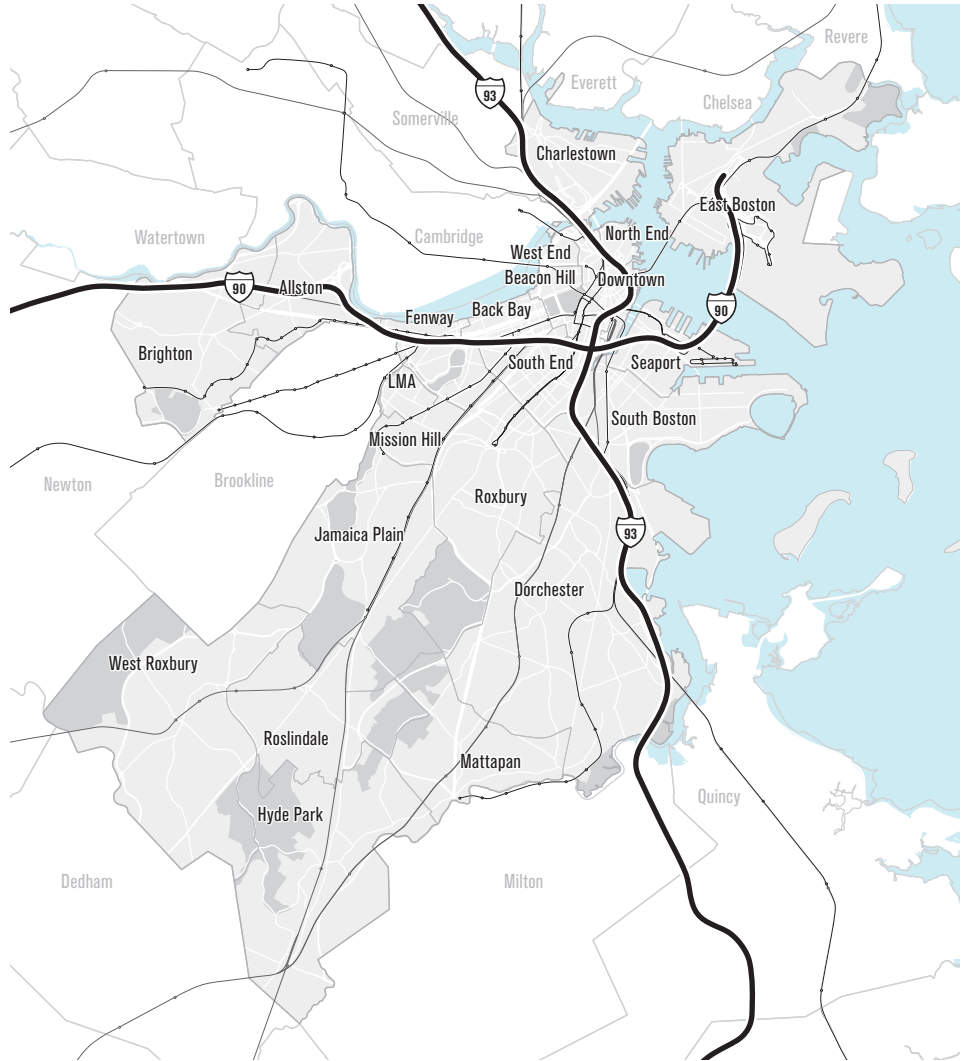 Revere
Everett
93
Chelsea
Somerville
Charlestown
East Boston
North End
Watertown
Cambridge
West End
Beacon Hill
Downtown
90
Allston
Back Bay
90
Fenway
Brighton
South End
Seaport
LMA
South Boston
Mission Hill
Newton
Brookline
Roxbury
Jamaica Plain
93
Dorchester
West Roxbury
Roslindale
Mattapan
Quincy
Hyde Park
Dedham
Milton